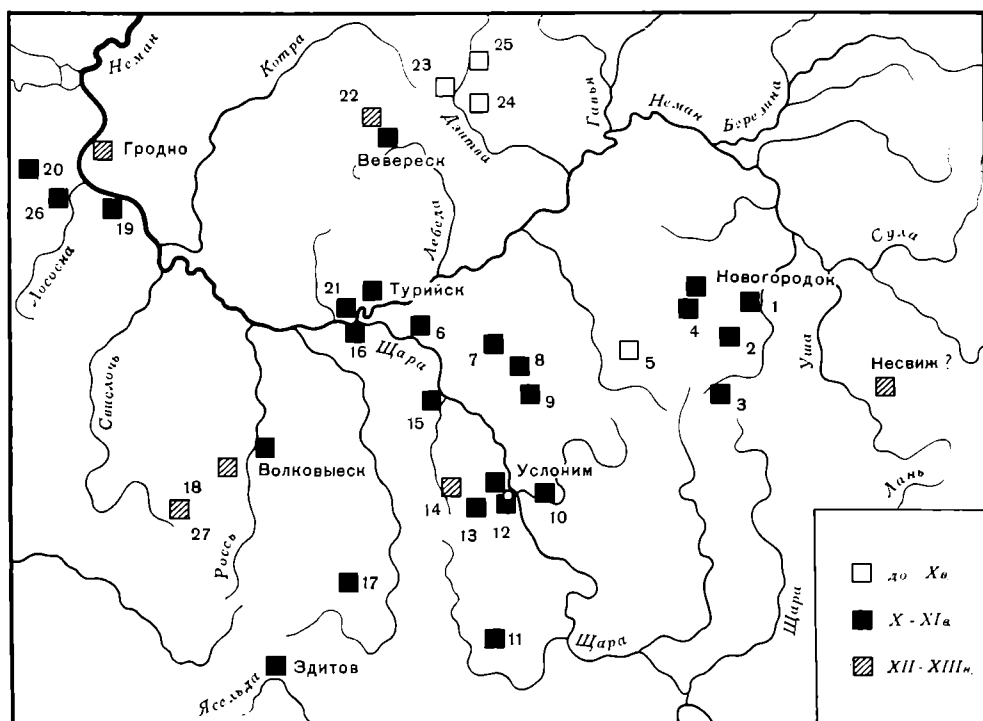 Неман
Котра
25
23
24
22
Дзитва
Гавья
Неман
Березина
Гродно
Вевереск
20
26
19
Лососна
Лебеда
Сула
Новогородок
21
Турийск
1
4
2
16
6
Щара
7
8
5
9
3
15
Уша
Несвиж ?
Свислочь
Волковыеск
Услоним
Лань
18
14
13
12
10
27
Россь
17
11
Щара
Щара
Здитов
Ясельда
до Xв.
X - XIв.
XII - XIIIв.